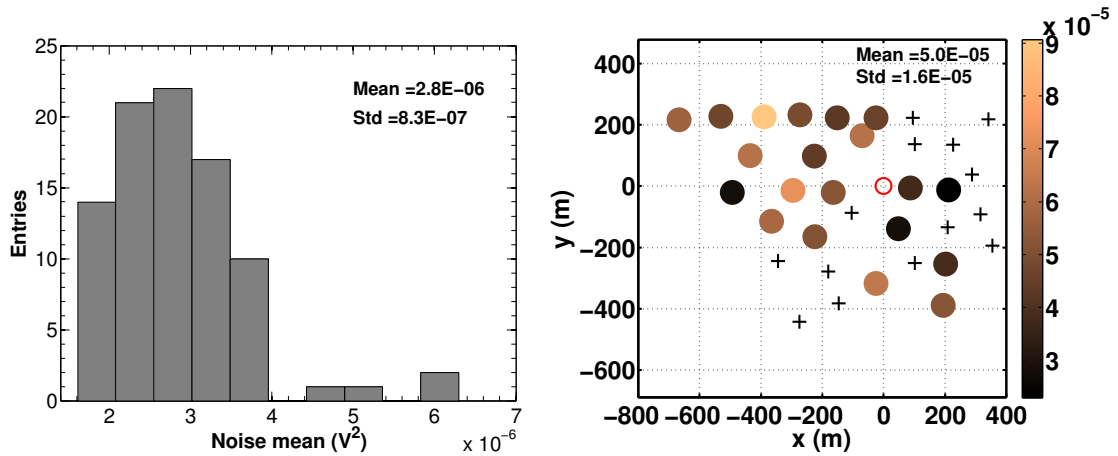 25
20
15
10
5
0
Entries
Mean =2.8E-06
Std =8.3E-07
2 3 4 5 6 7
Noise mean (V²)
x 10⁻⁶
400
200
0
−200
−400
−600
y (m)
Mean =5.0E-05
Std =1.6E-05
−800 −600 −400 −200 0 200 400
x (m)
x 10⁻⁵
9
8
7
6
5
4
3